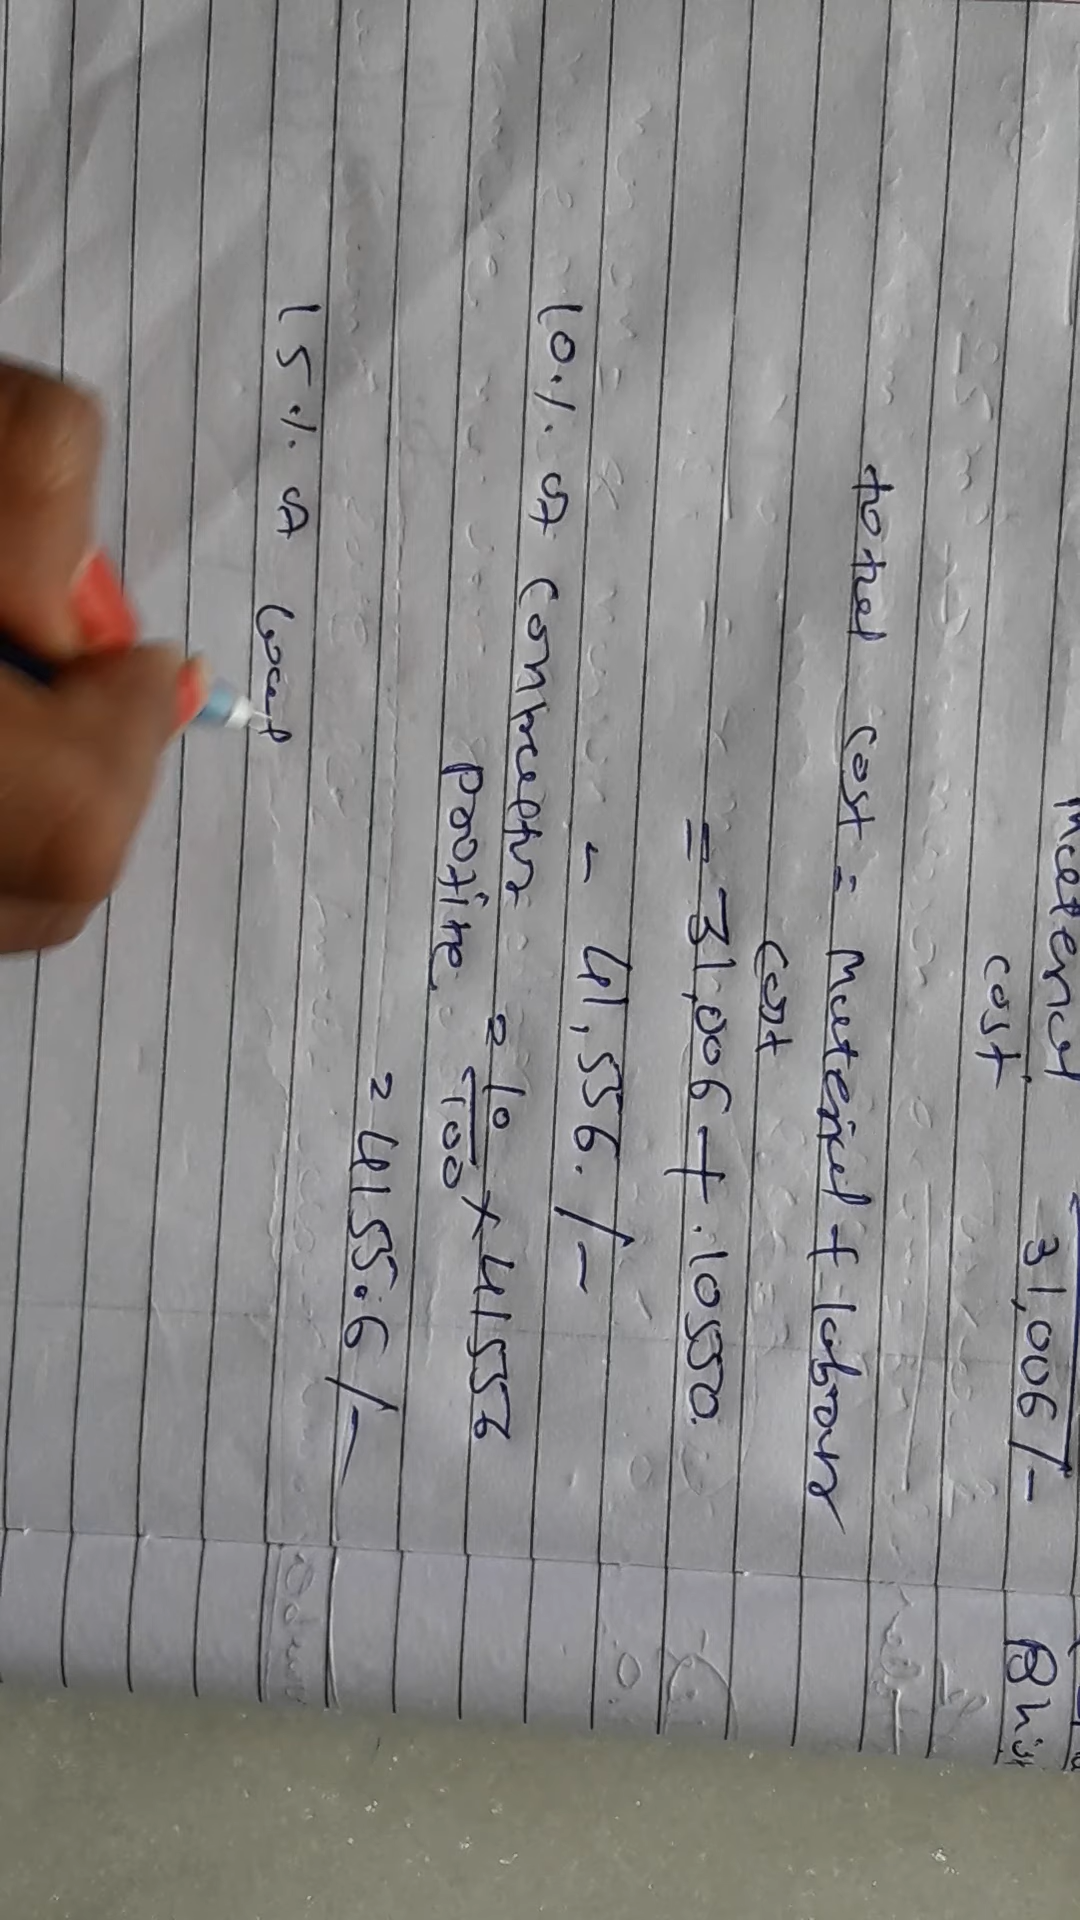 Material 31,006/-
cost
total cost = Material + labour
cost
= 31,006 + 10550.
- 41,556./-
10% of Contractor
profit = 10/100 x 41556
= 4155.6/-
15% of